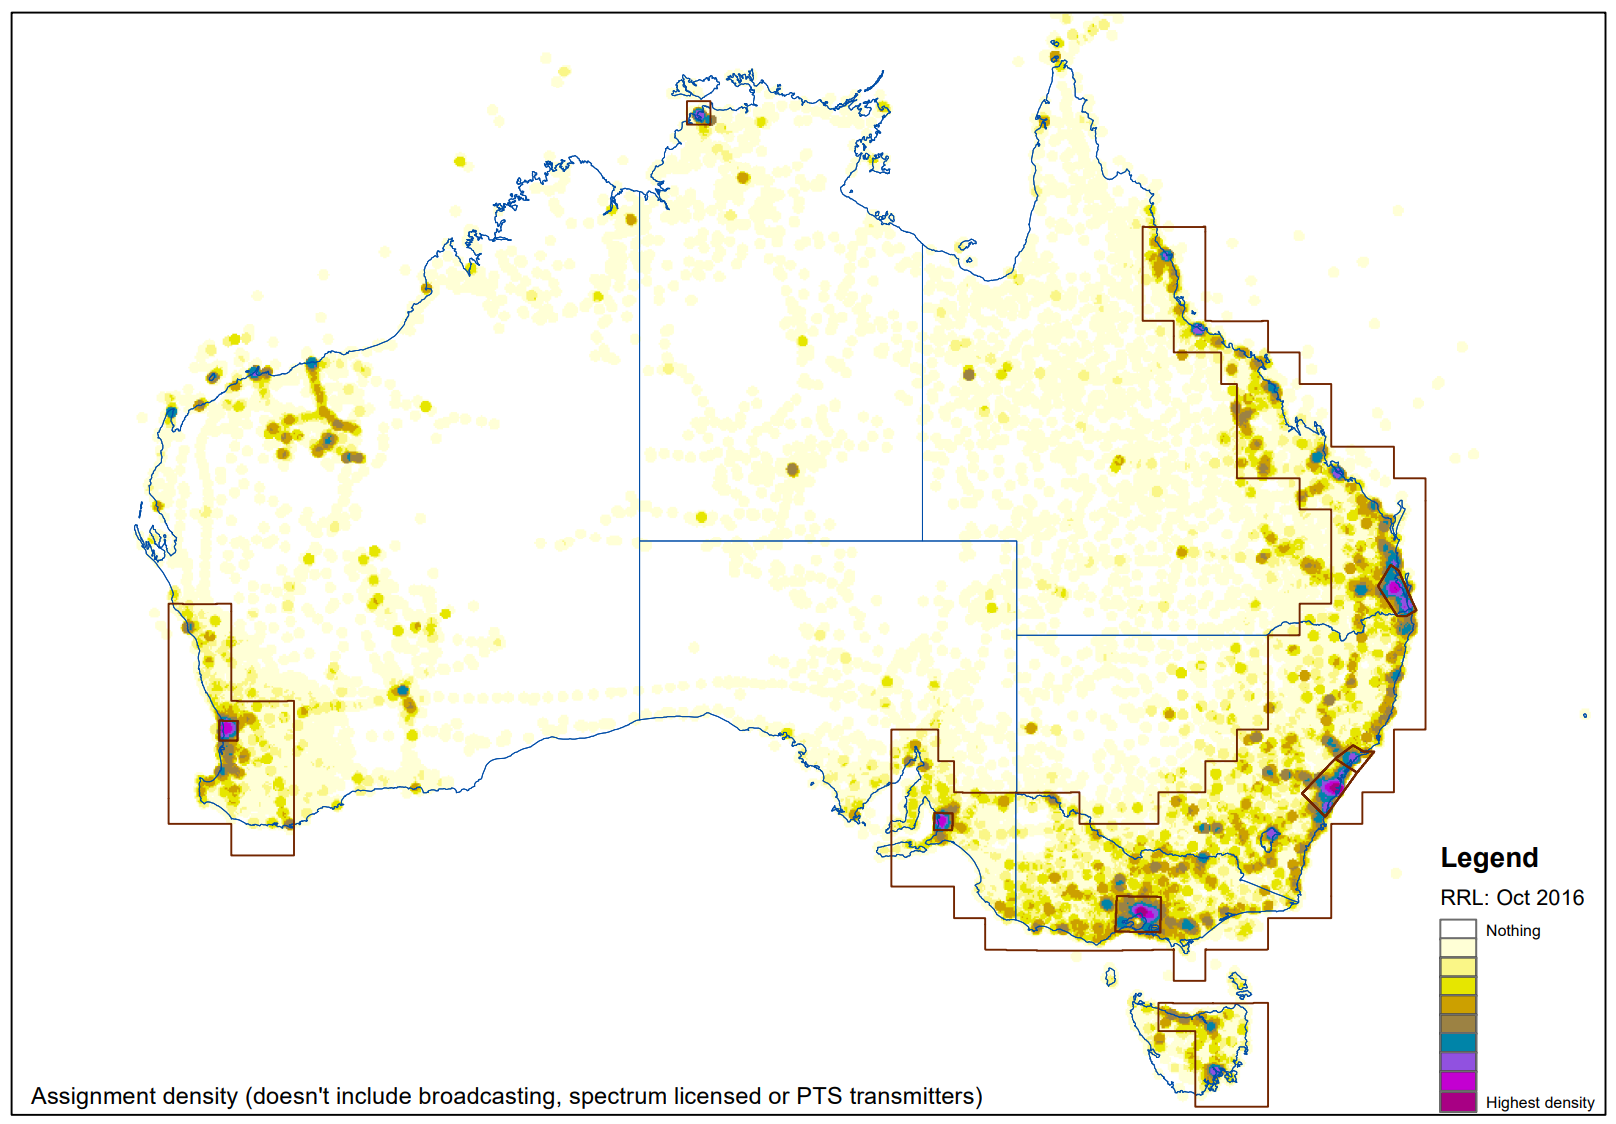 Legend
RRL: Oct 2016
Nothing
Highest density
Assignment density (doesn't include broadcasting, spectrum licensed or PTS transmitters)